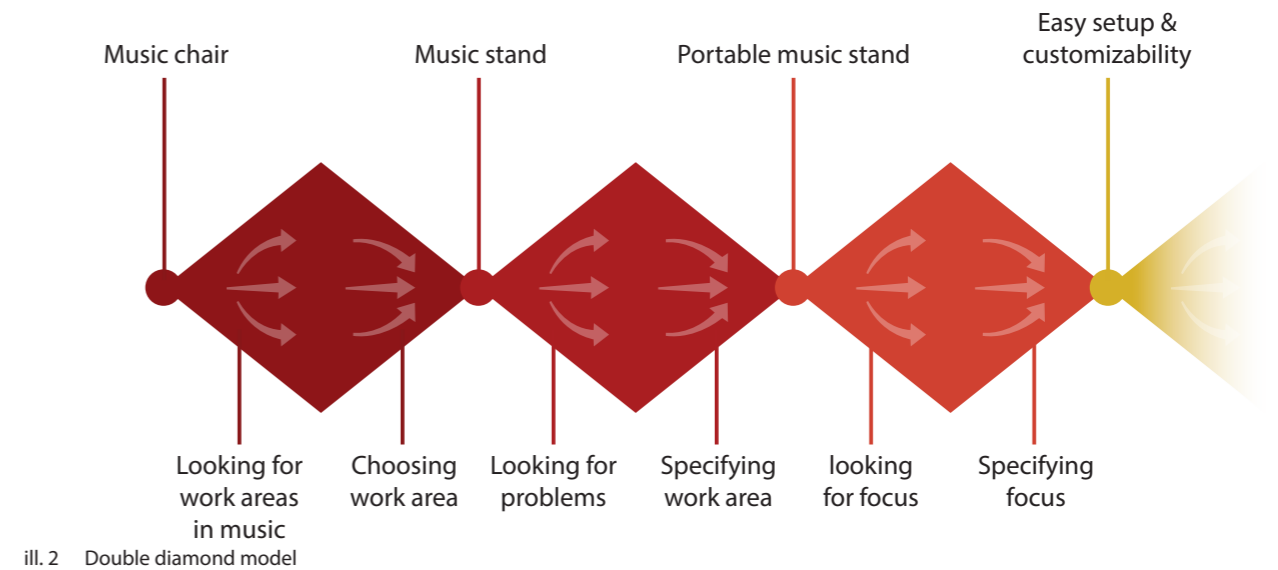 Easy setup &
customizability
Music chair
Music stand
Portable music stand
Looking for
work areas
in music
Choosing
work area
Looking for
problems
Specifying
work area
looking
for focus
Specifying
focus
ill. 2 Double diamond model